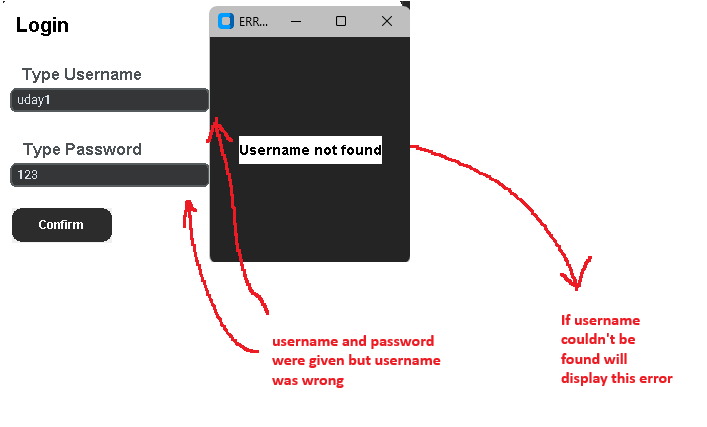 Login
ERR...
Type Username
uday1
Type Password
123
Username not found
Confirm
username and password
were given but username
was wrong
If username
couldn't be
found will
display this error